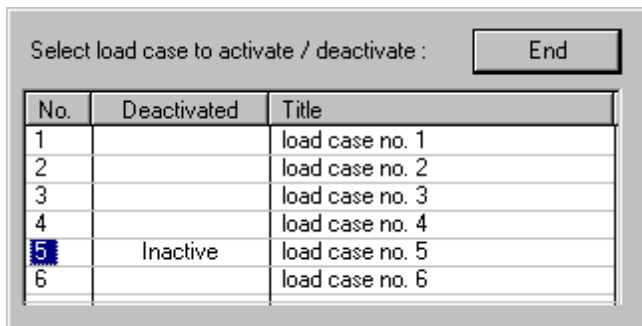 Select load case to activate / deactivate : End
No. Deactivated Title
1 load case no. 1
2 load case no. 2
3 load case no. 3
4 load case no. 4
5 Inactive load case no. 5
6 load case no. 6